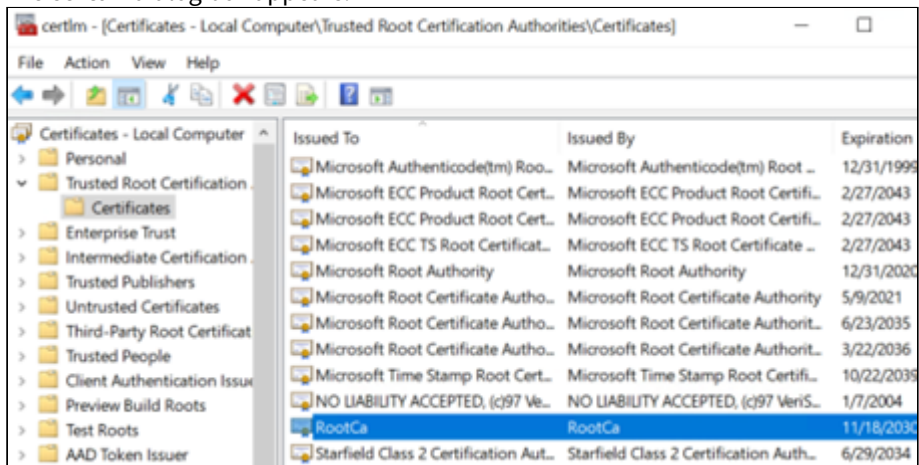 certlm - [Certificates - Local Computer\Trusted Root Certification Authorities\Certificates]
File Action View Help
Certificates - Local Computer
Personal
Trusted Root Certification
Certificates
Enterprise Trust
Intermediate Certification
Trusted Publishers
Untrusted Certificates
Third-Party Root Certificat
Trusted People
Client Authentication Issue
Preview Build Roots
Test Roots
AAD Token Issuer
Issued To Issued By Expiration
Microsoft Authenticode(tm) Roo... Microsoft Authenticode(tm) Root ... 12/31/1999
Microsoft ECC Product Root Cert... Microsoft ECC Product Root Certifi... 2/27/2043
Microsoft ECC Product Root Cert... Microsoft ECC Product Root Certifi... 2/27/2043
Microsoft ECC TS Root Certificat... Microsoft ECC TS Root Certificate ... 2/27/2043
Microsoft Root Authority Microsoft Root Authority 12/31/2020
Microsoft Root Certificate Autho... Microsoft Root Certificate Authority 5/9/2021
Microsoft Root Certificate Autho... Microsoft Root Certificate Authorit... 6/23/2035
Microsoft Root Certificate Autho... Microsoft Root Certificate Authorit... 3/22/2036
Microsoft Time Stamp Root Cert... Microsoft Time Stamp Root Certifi... 10/22/2039
NO LIABILITY ACCEPTED, (c)97 Ve... NO LIABILITY ACCEPTED, (c)97 VeriS... 1/7/2004
RootCa RootCa 11/18/2030
Starfield Class 2 Certification Aut... Starfield Class 2 Certification Auth... 6/29/2034